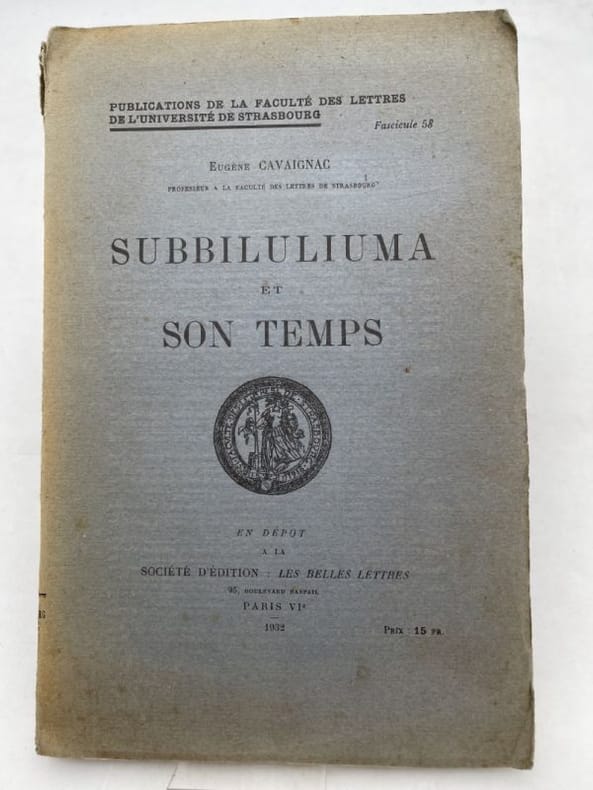 PUBLICATIONS DE LA FACULTÉ DES LETTRES
DE L'UNIVERSITÉ DE STRASBOURG
Fascicule 58
EUGÈNE CAVAIGNAC
PROFESSEUR A LA FACULTÉ DES LETTRES DE STRASBOURG
SUBBILULIUMA
ET
SON TEMPS
EN DÉPOT
A LA
SOCIÉTÉ D'ÉDITION : LES BELLES LETTRES
95, BOULEVARD RASPAIL
PARIS VIe
1932
PRIX : 15 FR.